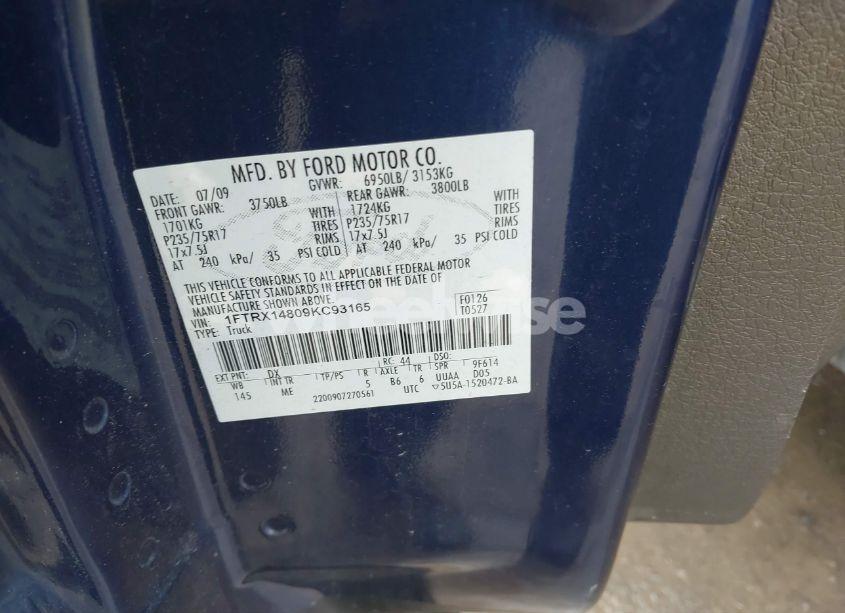 MFD. BY FORD MOTOR CO.
DATE: 07/09 GVWR: 6950LB/ 3153KG
FRONT GAWR: 3750LB REAR GAWR: 3800LB
1701KG WITH 1724KG WITH
P235/75R17 TIRES P235/75R17 TIRES
17x7.5J RIMS 17x7.5J RIMS
AT 240 kPa/ 35 PSI COLD AT 240 kPa/ 35 PSI COLD
THIS VEHICLE CONFORMS TO ALL APPLICABLE FEDERAL MOTOR
VEHICLE SAFETY STANDARDS IN EFFECT ON THE DATE OF
MANUFACTURE SHOWN ABOVE.
VIN: 1FTRX14809KC93165 F0126
TYPE: Truck T0527
EXT PNT: DX RC: 44 DSO: 9F614
WB INT TR TP/PS R AXLE TR SPR
145 ME 5 B6 6 UUAA D05
2200907270561 UTC 5U5A-1520472-BA
Ford